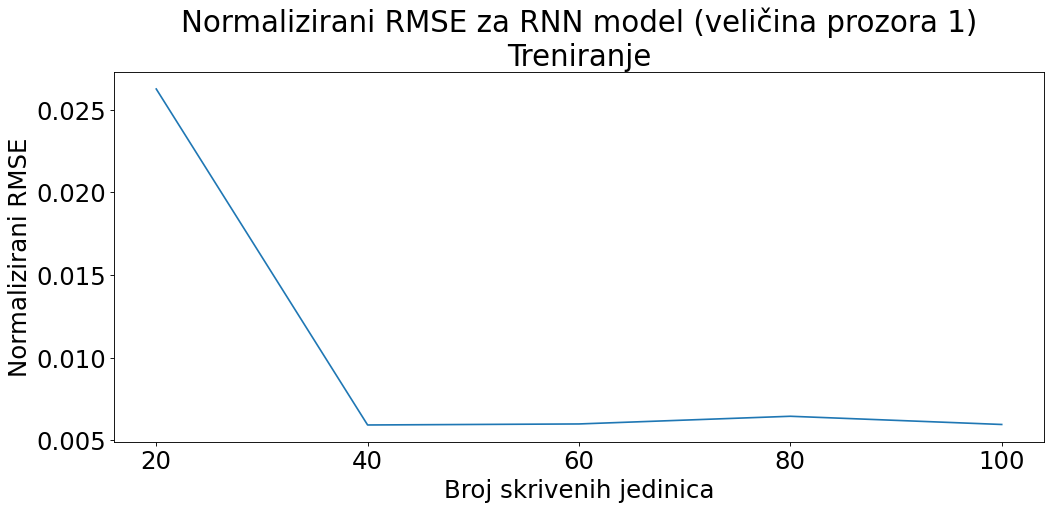 Normalizirani RMSE za RNN model (veličina prozora 1)
Treniranje
Normalizirani RMSE
0.025
0.020
0.015
0.010
0.005
20 40 60 80 100
Broj skrivenih jedinica